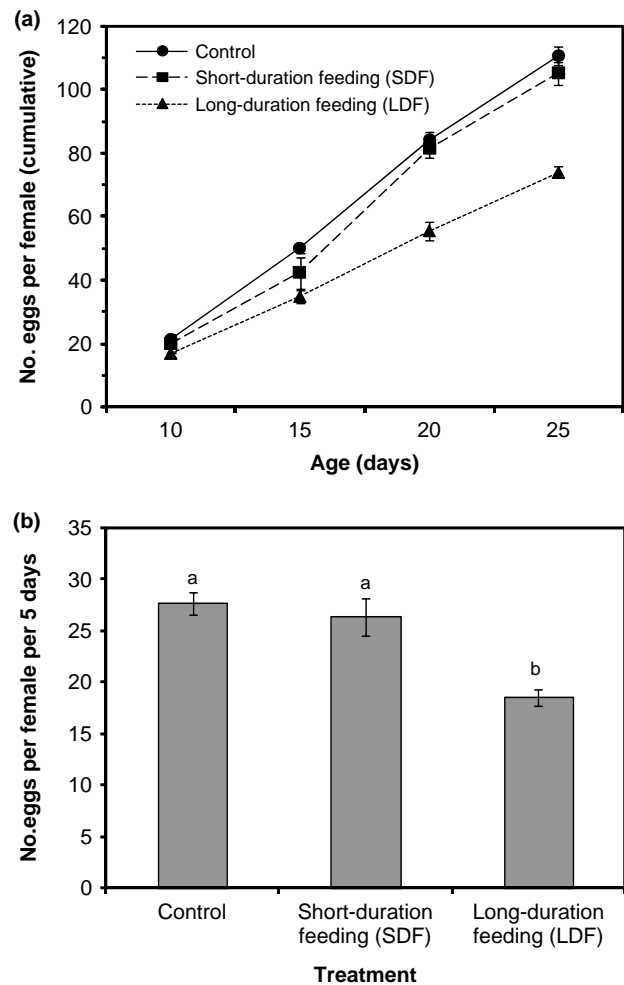 (a)
120
100
80
60
40
20
0
No. eggs per female (cumulative)
Control
Short-duration feeding (SDF)
Long-duration feeding (LDF)
10 15 20 25
Age (days)
(b)
35
30
25
20
15
10
5
0
No.eggs per female per 5 days
a
a
b
Control
Short-duration
feeding (SDF)
Long-duration
feeding (LDF)
Treatment